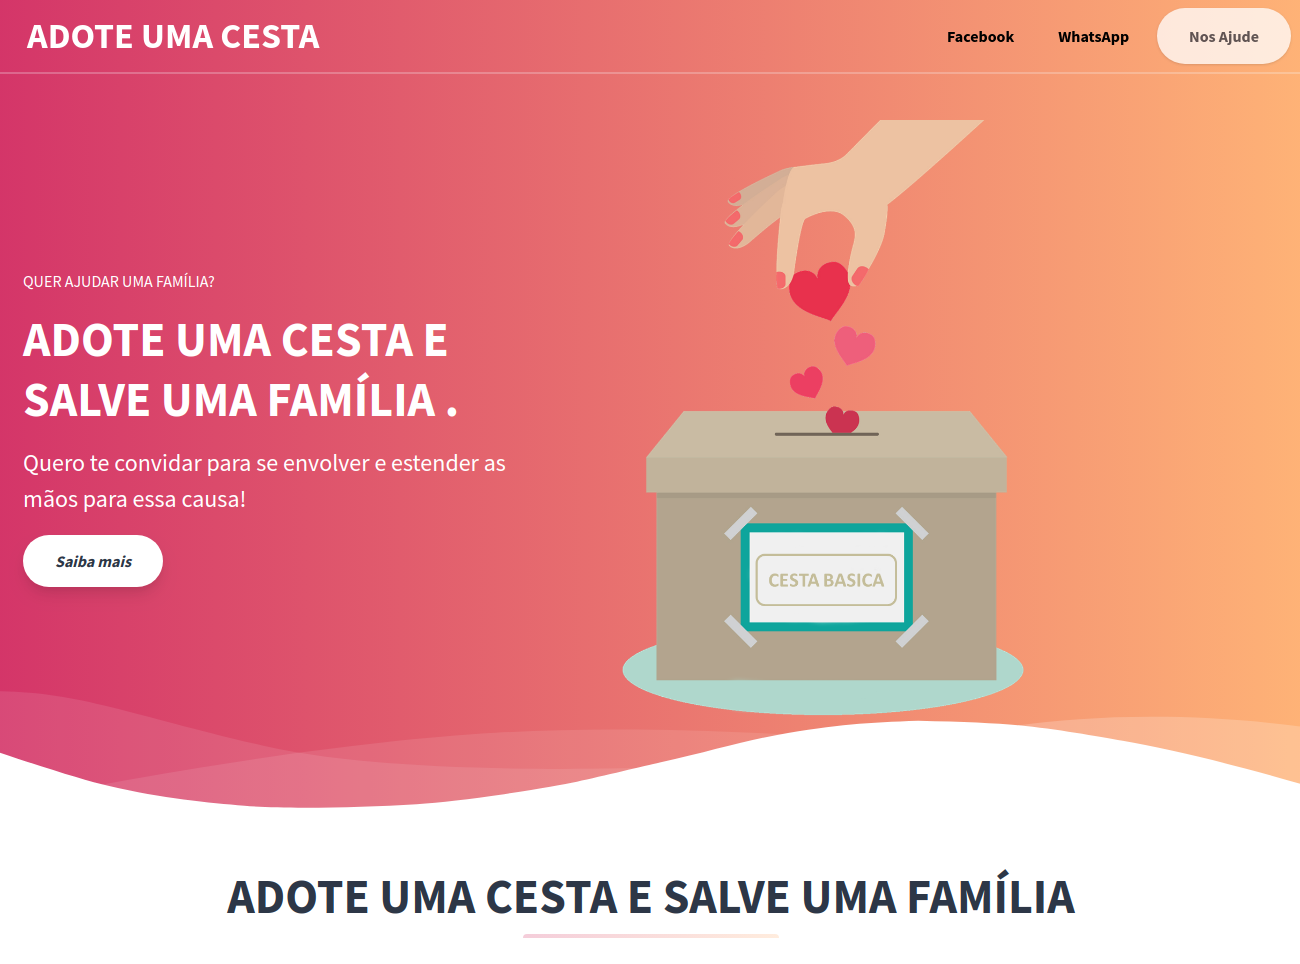 ADOTE UMA CESTA
Facebook
WhatsApp
Nos Ajude
QUER AJUDAR UMA FAMÍLIA?
ADOTE UMA CESTA E
SALVE UMA FAMÍLIA .
Quero te convidar para se envolver e estender as
mãos para essa causa!
Saiba mais
CESTA BASICA
ADOTE UMA CESTA E SALVE UMA FAMÍLIA